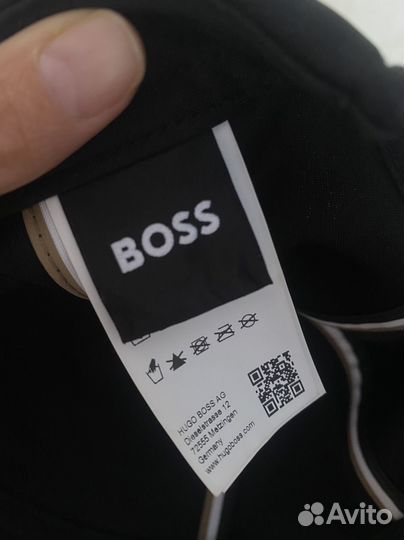 BOSS
HUGO BOSS AG
Dieselstrasse 12
72555 Metzingen
Germany
www.hugoboss.com
Avito